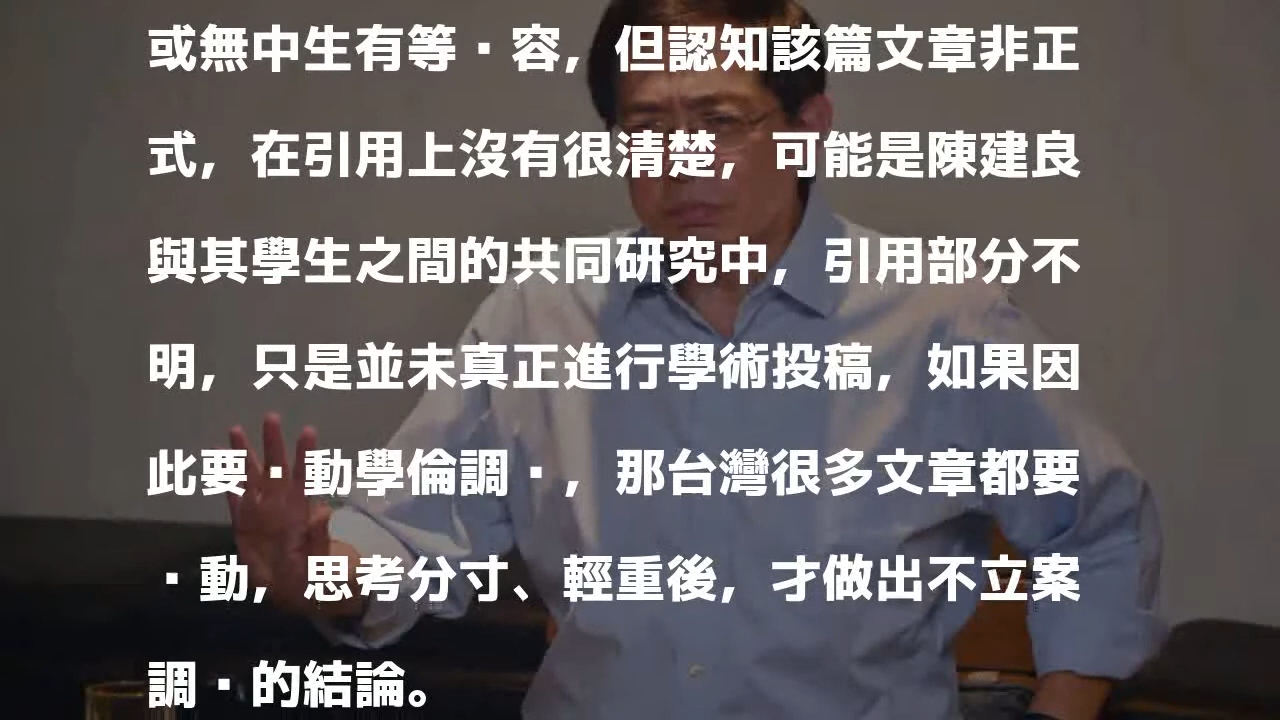 或無中生有等▪容，但認知該篇文章非正
式，在引用上沒有很清楚，可能是陳建良
與其學生之間的共同研究中，引用部分不
明，只是並未真正進行學術投稿，如果因
此要▪動學倫調▪，那台灣很多文章都要
▪動，思考分寸、輕重後，才做出不立案
調▪的結論。